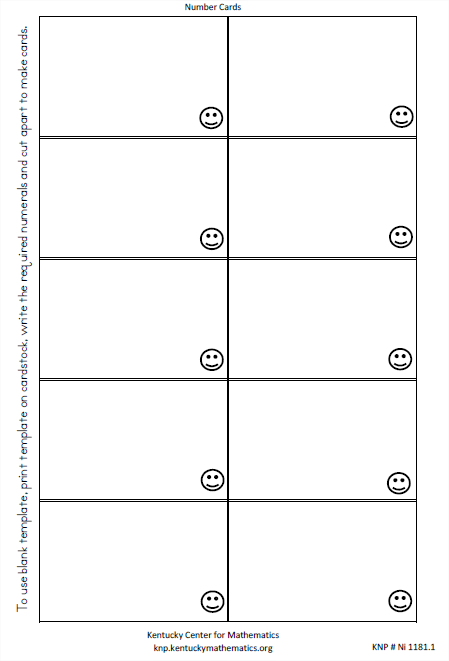 Number Cards
To use blank template, print template on cardstock, write the required numerals and cut apart to make cards.
Kentucky Center for Mathematics
knp.kentuckymathematics.org
KNP # Ni 1181.1